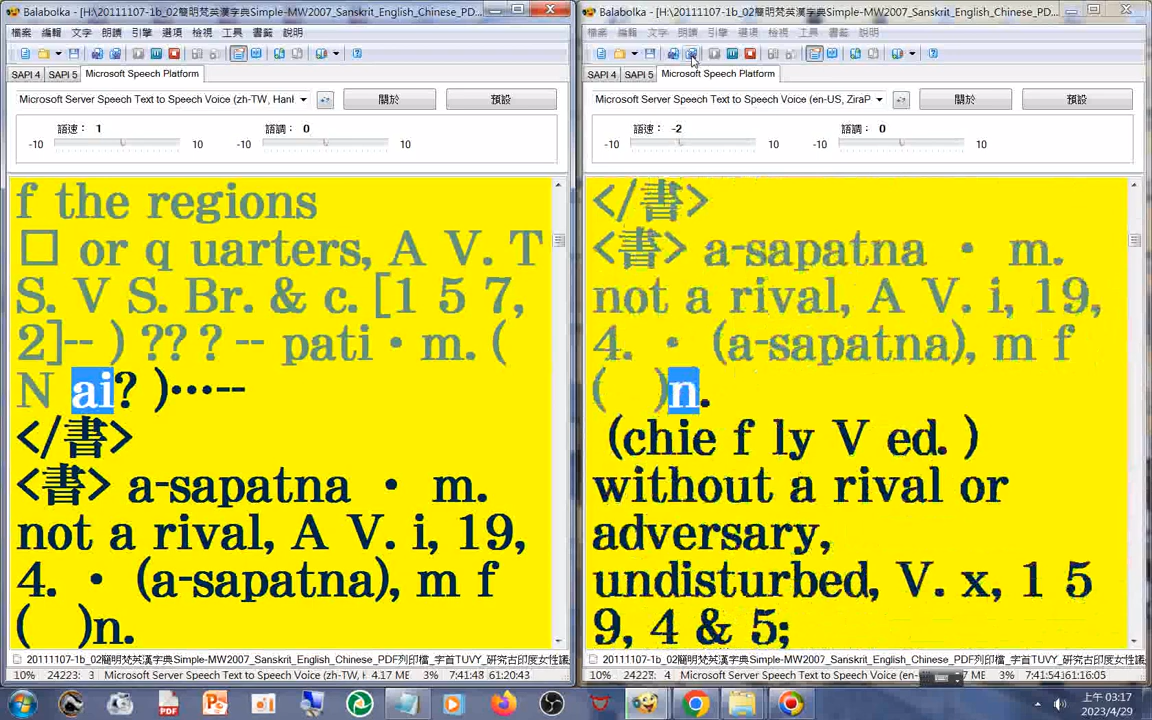 Balabolka - [H:\20111107-1b_02簡明梵英漢字典Simple-MW2007_Sanskrit_English_Chinese_PD...
檔案 編輯 文字 朗讀 引擎 選項 檢視 工具 書籤 說明
SAPI 4 SAPI 5 Microsoft Speech Platform
Microsoft Server Speech Text to Speech Voice (zh-TW, Hanl
關於 預設
語速： 1 語調： 0
-10 10 -10 10
f the regions
□ or q uarters, A V. T
S. V S. Br. & c. [1 5 7,
2]-- ) ?? ? -- pati • m. (
N ai? )···--
</書>
<書> a-sapatna • m.
not a rival, A V. i, 19,
4. • (a-sapatna), m f
( )n.
20111107-1b_02簡明梵英漢字典Simple-MW2007_Sanskrit_English_Chinese_PDF列印檔_字首TUVY_研究古印度女性議
10% 24223: 3 Microsoft Server Speech Text to Speech Voice (zh-TW, H 4.17 ME 3% 7:41:48 61:20:43
Balabolka - [H:\20111107-1b_02簡明梵英漢字典Simple-MW2007_Sanskrit_English_Chinese_PDF...
檔案 編輯 文字 朗讀 引擎 選項 檢視 工具 書籤 說明
SAPI 4 SAPI 5 Microsoft Speech Platform
Microsoft Server Speech Text to Speech Voice (en-US, ZiraP
關於 預設
語速： -2 語調： 0
-10 10 -10 10
</書>
<書> a-sapatna • m.
not a rival, A V. i, 19,
4. • (a-sapatna), m f
( )n.
(chie f ly V ed. )
without a rival or
adversary,
undisturbed, V. x, 1 5
9, 4 & 5;
20111107-1b_02簡明梵英漢字典Simple-MW2007_Sanskrit_English_Chinese_PDF列印檔_字首TUVY_研究古印度女性議
10% 2422 4 Microsoft Server Speech Text to Speech Voice 3% 7:41:54 61:16:05
PDF
上午 03:17
2023/4/29